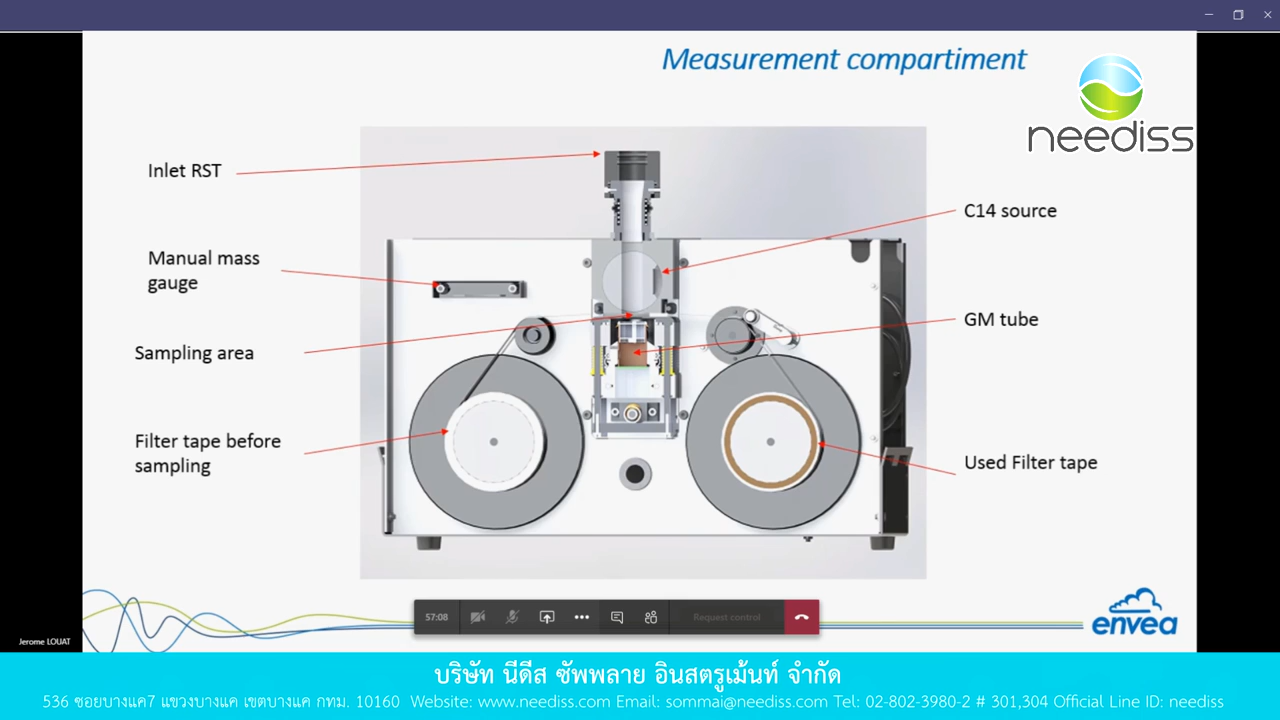 Measurement compartiment
neediss
Inlet RST
C14 source
Manual mass
gauge
GM tube
Sampling area
Filter tape before
sampling
Used Filter tape
57:08
Request control
envea
Jerome LOUAT
บริษัท นีดีส ซัพพลาย อินสตรูเม้นท์ จำกัด
536 ซอยบางแค7 แขวงบางแค เขตบางแค กทม. 10160 Website: www.neediss.com Email: sommai@neediss.com Tel: 02-802-3980-2 # 301,304 Official Line ID: neediss